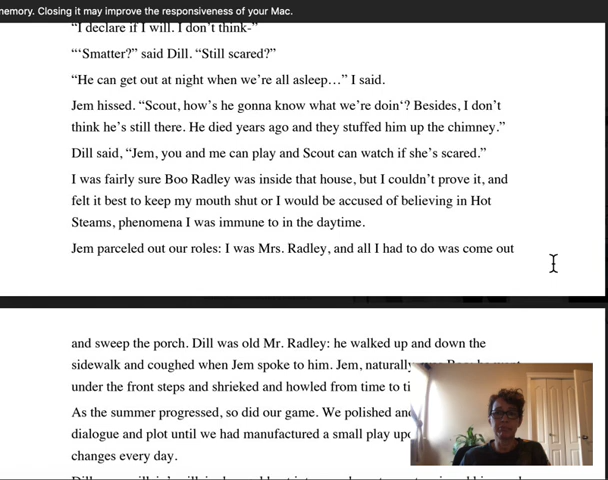 nemory. Closing it may improve the responsiveness of your Mac.
“I declare if I will. I don’t think-”
“‘Smatter?” said Dill. “Still scared?”
“He can get out at night when we’re all asleep…” I said.
Jem hissed. “Scout, how’s he gonna know what we’re doin‘? Besides, I don’t
think he’s still there. He died years ago and they stuffed him up the chimney.”
Dill said, “Jem, you and me can play and Scout can watch if she’s scared.”
I was fairly sure Boo Radley was inside that house, but I couldn’t prove it, and
felt it best to keep my mouth shut or I would be accused of believing in Hot
Steams, phenomena I was immune to in the daytime.
Jem parceled out our roles: I was Mrs. Radley, and all I had to do was come out
and sweep the porch. Dill was old Mr. Radley: he walked up and down the
sidewalk and coughed when Jem spoke to him. Jem, naturally
under the front steps and shrieked and howled from time to ti
As the summer progressed, so did our game. We polished and
dialogue and plot until we had manufactured a small play upo
changes every day.